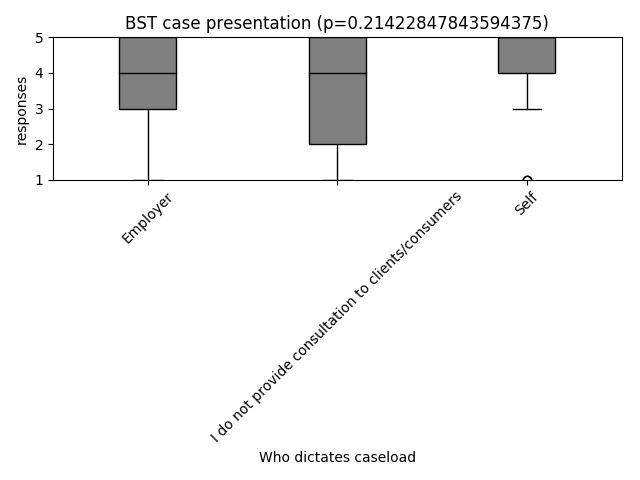 BST case presentation (p=0.21422847843594375)
responses
5
4
3
2
1
Employer
I do not provide consultation to clients/consumers
Self
Who dictates caseload